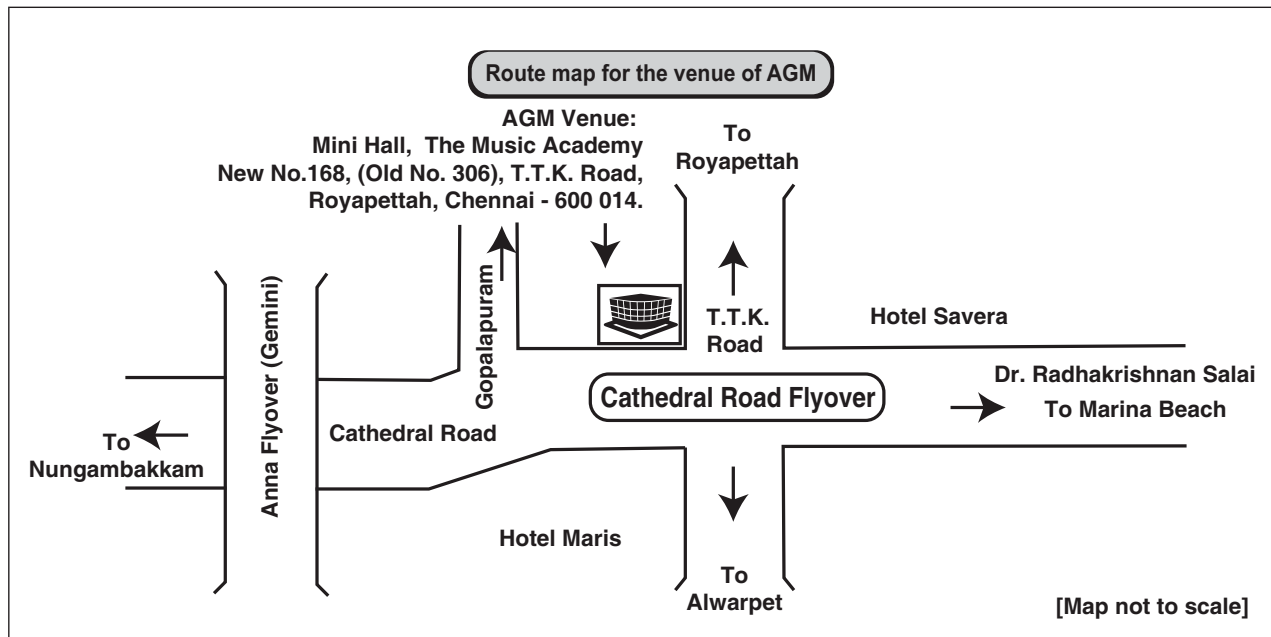 Route map for the venue of AGM
AGM Venue:
Mini Hall, The Music Academy
New No.168, (Old No. 306), T.T.K. Road,
Royapettah, Chennai - 600 014.
To
Royapettah
Anna Flyover (Gemini)
Gopalapuram
T.T.K.
Road
Hotel Savera
Cathedral Road Flyover
Dr. Radhakrishnan Salai
To Marina Beach
To
Nungambakkam
Cathedral Road
Hotel Maris
To
Alwarpet
[Map not to scale]